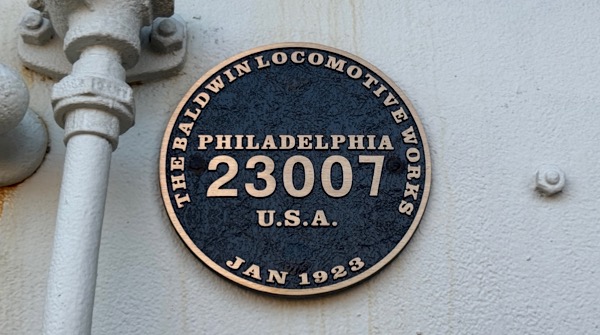 THE BALDWIN LOCOMOTIVE WORKS
PHILADELPHIA
23007
U.S.A.
JAN 1923